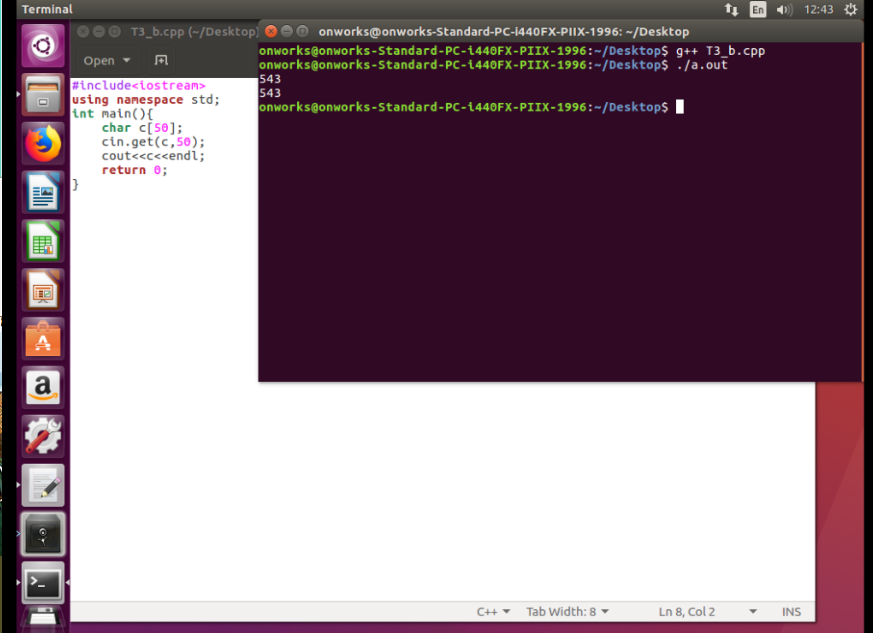 Terminal
En
12:43
T3_b.cpp (~/Desktop)
onworks@onworks-Standard-PC-i440FX-PIIX-1996: ~/Desktop
Open
#include<iostream>
using namespace std;
int main(){
    char c[50];
    cin.get(c,50);
    cout<<c<<endl;
    return 0;
}
onworks@onworks-Standard-PC-i440FX-PIIX-1996:~/Desktop$ g++ T3_b.cpp
onworks@onworks-Standard-PC-i440FX-PIIX-1996:~/Desktop$ ./a.out
543
543
onworks@onworks-Standard-PC-i440FX-PIIX-1996:~/Desktop$
A
a
>_
C++ Tab Width: 8 Ln 8, Col 2 INS